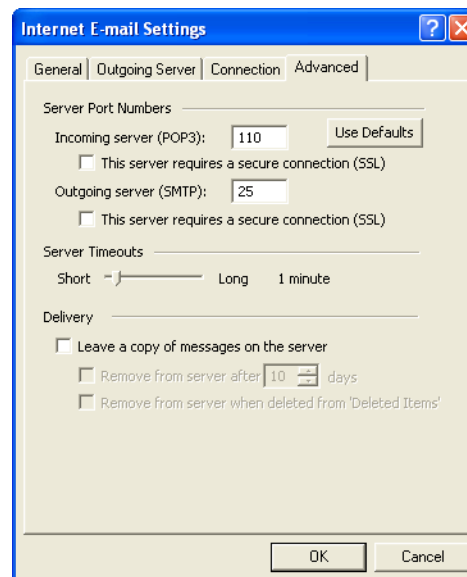 Internet E-mail Settings
General Outgoing Server Connection Advanced
Server Port Numbers
Incoming server (POP3): 110 Use Defaults
This server requires a secure connection (SSL)
Outgoing server (SMTP): 25
This server requires a secure connection (SSL)
Server Timeouts
Short Long 1 minute
Delivery
Leave a copy of messages on the server
Remove from server after 10 days
Remove from server when deleted from 'Deleted Items'
OK Cancel